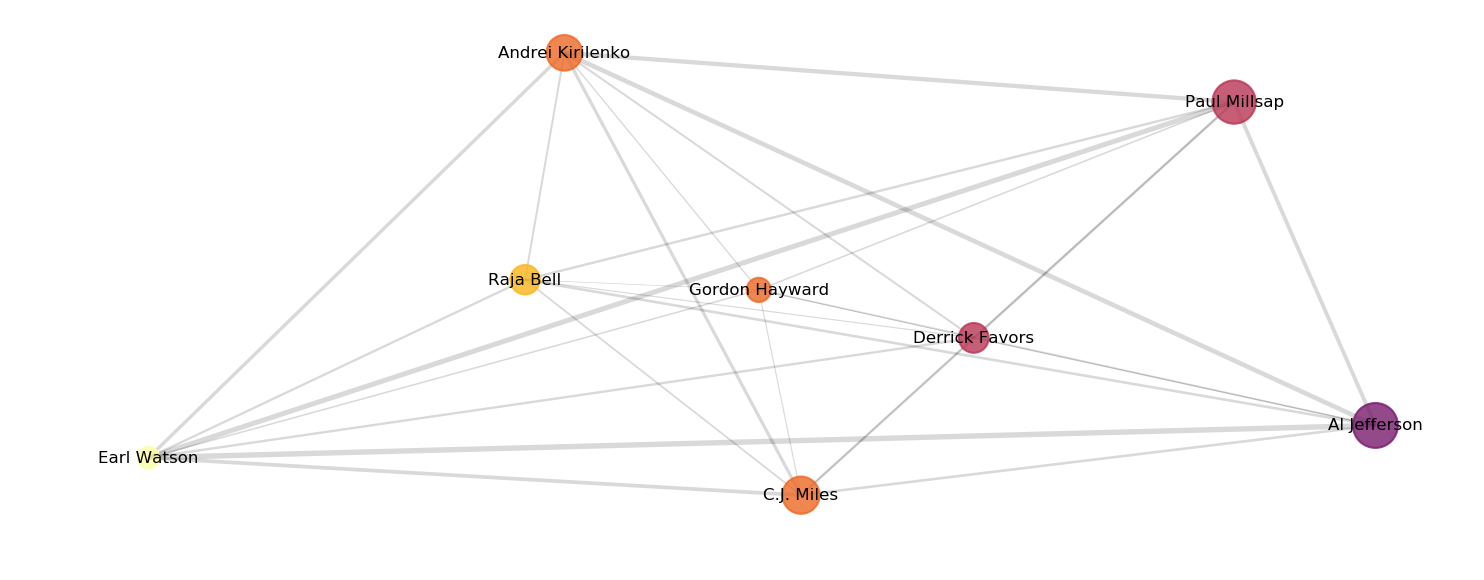 Andrei Kirilenko
Paul Millsap
Raja Bell
Gordon Hayward
Derrick Favors
Al Jefferson
Earl Watson
C.J. Miles